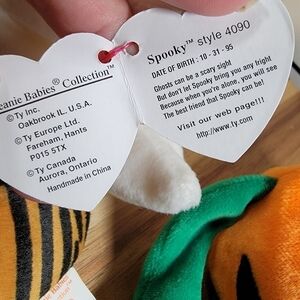 Beanie Babies® Collection™
© Ty Inc.
Oakbrook IL. U.S.A.
© Ty Europe Ltd.
Fareham, Hants
P015 5TX
© Ty Canada
Aurora, Ontario
Handmade in China
Spooky™ style 4090
DATE OF BIRTH : 10 - 31 - 95
Ghosts can be a scary sight
But don't let Spooky bring you any fright
Because when you're alone, you will see
The best friend that Spooky can be!
Visit our web page!!!
http://www.ty.com